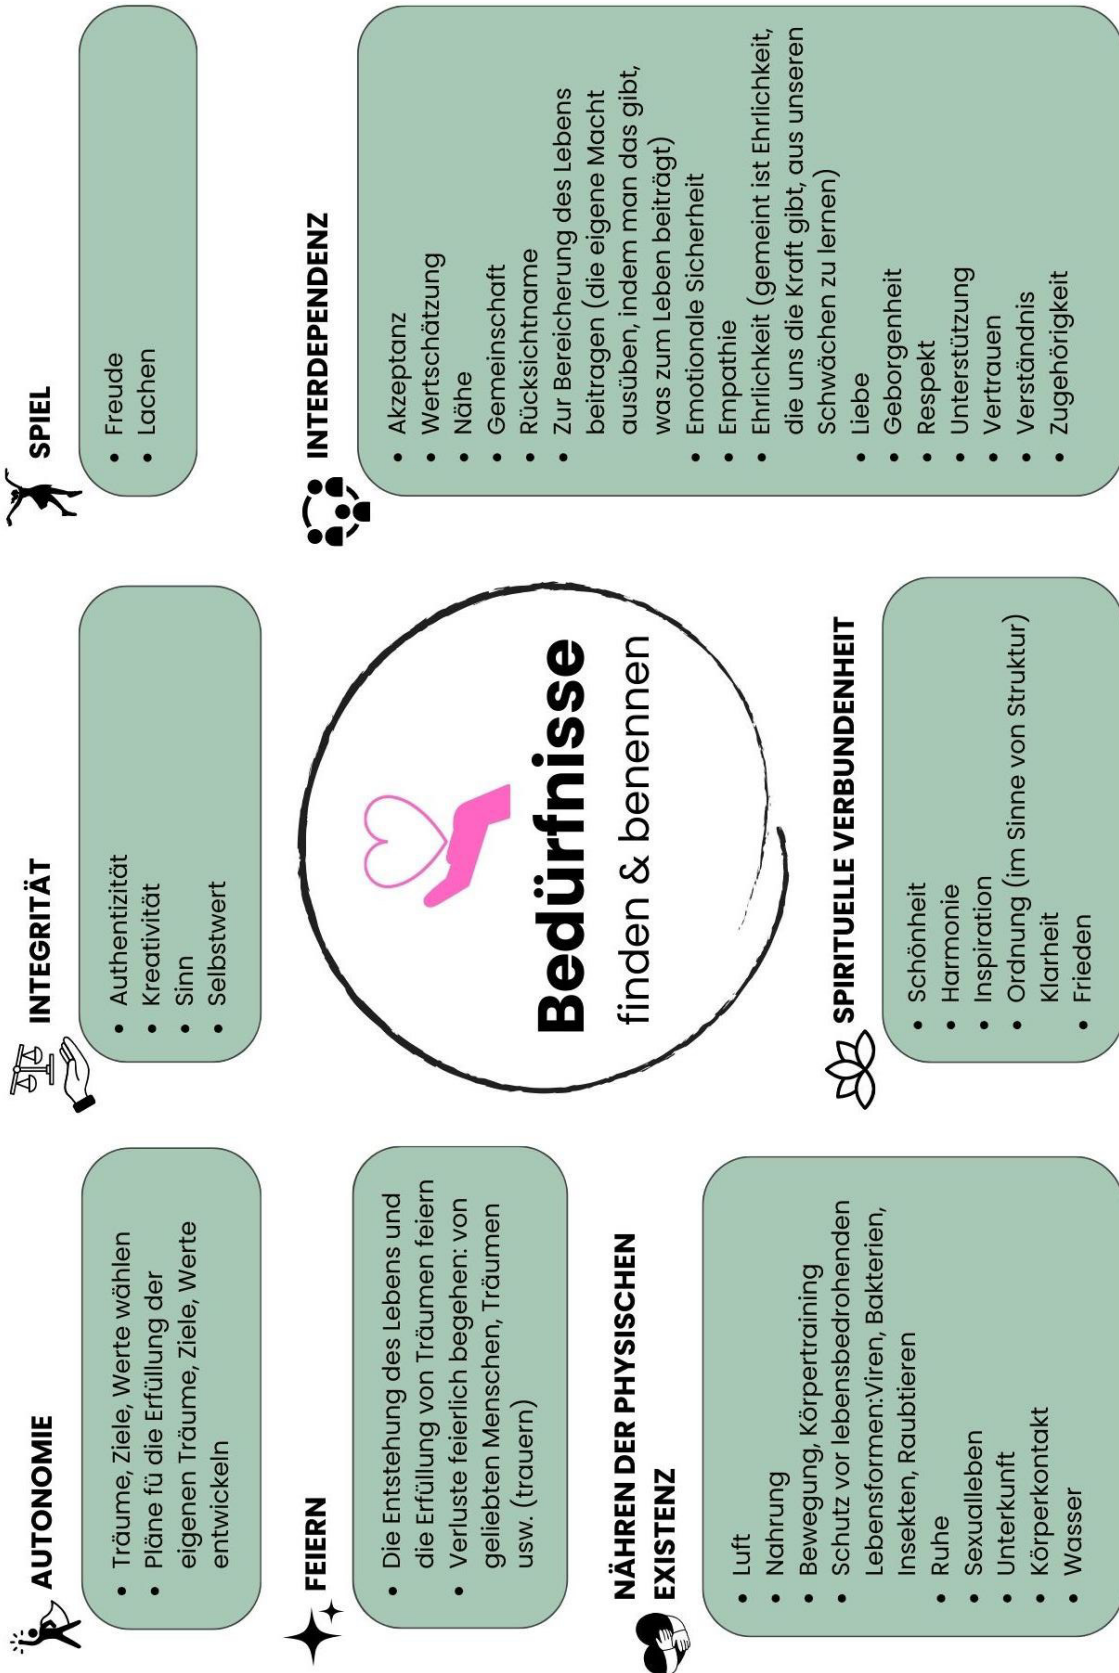 AUTONOMIE
• Träume, Ziele, Werte wählen
• Pläne fü die Erfüllung der
eigenen Träume, Ziele, Werte
entwickeln
FEIERN
• Die Entstehung des Lebens und
die Erfüllung von Träumen feiern
• Verluste feierlich begehen: von
geliebten Menschen, Träumen
usw. (trauern)
NÄHREN DER PHYSISCHEN
EXISTENZ
• Luft
• Nahrung
• Bewegung, Körpertraining
• Schutz vor lebensbedrohenden
Lebensformen:Viren, Bakterien,
Insekten, Raubtieren
• Ruhe
• Sexualleben
• Unterkunft
• Körperkontakt
• Wasser
INTEGRITÄT
• Authentizität
• Kreativität
• Sinn
• Selbstwert
Bedürfnisse
finden & benennen
SPIRITUELLE VERBUNDENHEIT
• Schönheit
• Harmonie
• Inspiration
• Ordnung (im Sinne von Struktur)
Klarheit
• Frieden
SPIEL
• Freude
• Lachen
INTERDEPENDENZ
• Akzeptanz
• Wertschätzung
• Nähe
• Gemeinschaft
• Rücksichtname
• Zur Bereicherung des Lebens
beitragen (die eigene Macht
ausüben, indem man das gibt,
was zum Leben beiträgt)
• Emotionale Sicherheit
• Empathie
• Ehrlichkeit (gemeint ist Ehrlichkeit,
die uns die Kraft gibt, aus unseren
Schwächen zu lernen)
• Liebe
• Geborgenheit
• Respekt
• Unterstützung
• Vertrauen
• Verständnis
• Zugehörigkeit